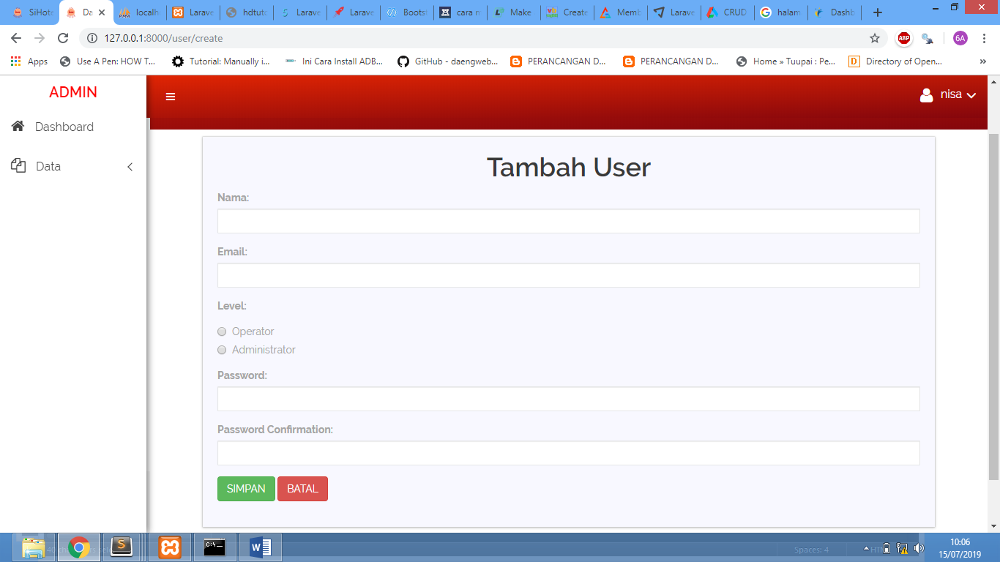 SiHote
Da
localh
Larave
hdtuto
Larave
Larave
Bootst
cara m
Make
Create
Memb
Larave
CRUD
halam
Dashb
127.0.0.1:8000/user/create
ABP
6A
Apps
Use A Pen: HOW T...
Tutorial: Manually i...
Ini Cara Install ADB...
GitHub - daengweb...
PERANCANGAN D...
PERANCANGAN D...
Home » Tuupai : Pe...
Directory of Open...
»
ADMIN
nisa
Dashboard
Data
Tambah User
Nama:
Email:
Level:
Operator
Administrator
Password:
Password Confirmation:
SIMPAN
BATAL
Spaces: 4
10:06
15/07/2019